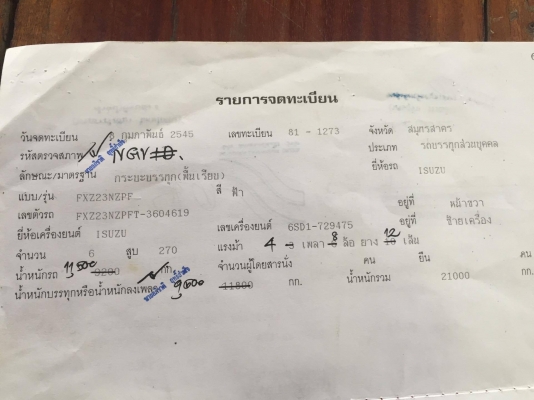 รายการจดทะเบียน
วันจดทะเบียน 8 กุมภาพันธ์ 2545 เลขทะเบียน 81 - 1273 จังหวัด สมุทรสาคร
รหัสตรวจสภาพ NGV ประเภท รถบรรทุกส่วนบุคคล
ลักษณะ/มาตรฐาน กระบะบรรทุก(พื้นเรียบ) ยี่ห้อรถ ISUZU
แบบ/รุ่น FXZ23NZPF สี ฟ้า
เลขตัวรถ FXZ23NZPFT-3604619 อยู่ที่ หน้าขวา
ยี่ห้อเครื่องยนต์ ISUZU เลขเครื่องยนต์ 6SD1-729475 อยู่ที่ ซ้ายเครื่อง
จำนวน 6 สูบ 270 แรงม้า 4 3 เพลา 8 ล้อ ยาง 12 10 เส้น
น้ำหนักรถ 11500 9200 กก. จำนวนผู้โดยสารนั่ง คน ยืน คน
น้ำหนักบรรทุกหรือน้ำหนักลงเพลา 9500 11800 กก. น้ำหนักรวม 21000 กก.